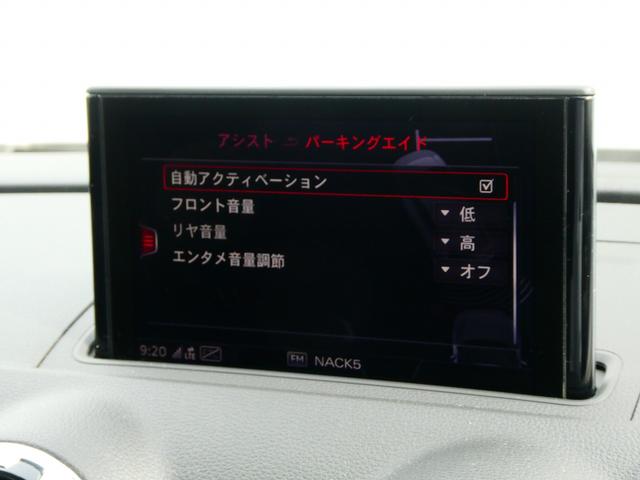 アシスト パーキングエイド
自動アクティベーション
フロント音量 低
リヤ音量 高
エンタメ音量調節 オフ
9:20 LTE FM NACK5